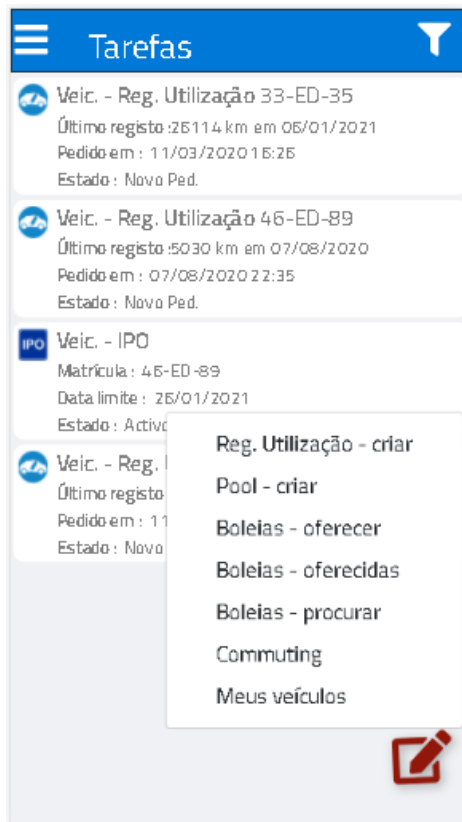 Tarefas
Veic. - Reg. Utilização 33-ED-35
Último registo :26114 km em 06/01/2021
Pedido em : 11/03/2020 16:26
Estado : Novo Ped.
Veic. - Reg. Utilização 46-ED-89
Último registo :5030 km em 07/08/2020
Pedido em : 07/08/2020 22:35
Estado : Novo Ped.
IPO Veic. - IPO
Matrícula : 46-ED-89
Data limite : 26/01/2021
Estado : Activo
Veic. - Reg.
Último registo
Pedido em : 11
Estado : Novo
Reg. Utilização - criar
Pool - criar
Boleias - oferecer
Boleias - oferecidas
Boleias - procurar
Commuting
Meus veículos